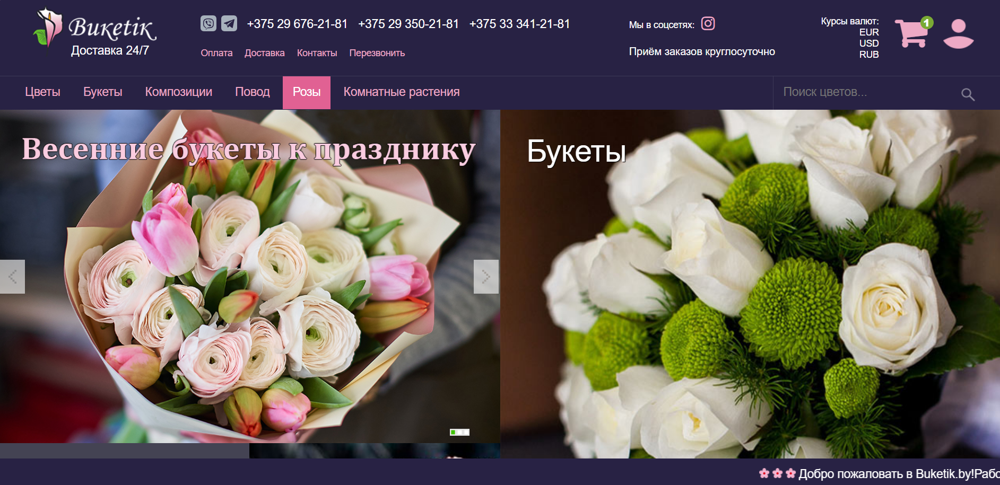 Buketik
Доставка 24/7
+375 29 676-21-81 +375 29 350-21-81 +375 33 341-21-81
Оплата Доставка Контакты Перезвонить
Мы в соцсетях:
Приём заказов круглосуточно
Курсы валют:
EUR
USD
RUB
1
Цветы Букеты Композиции Повод Розы Комнатные растения
Поиск цветов...
Весенние букеты к празднику
Букеты
Добро пожаловать в Buketik.by!Рабо